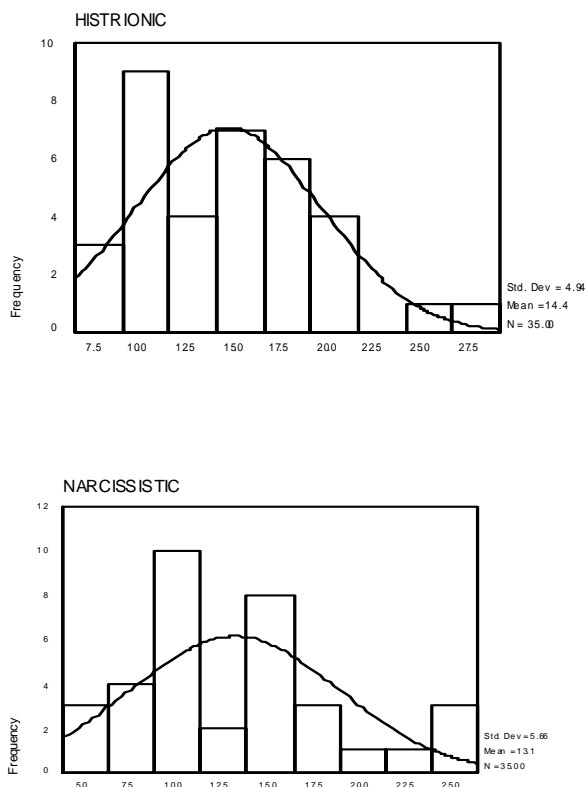 HISTRIONIC
10
8
6
4
2
0
Frequency
Std. Dev = 4.94
Mean =14.4
N = 35.00
7.5 10.0 12.5 15.0 17.5 20.0 22.5 25.0 27.5
NARCISSISTIC
12
10
8
6
4
2
0
Frequency
Std. Dev = 5.66
Mean = 13.1
N = 35.00
5.0 7.5 10.0 12.5 15.0 17.5 20.0 22.5 25.0